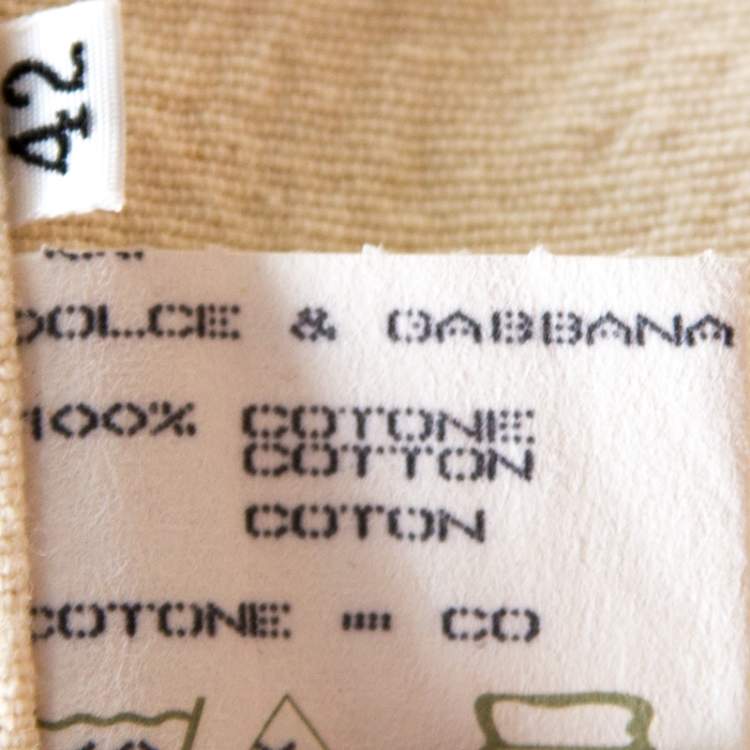 42
DOLCE & GABBANA
100% COTONE
COTTON
COTON
COTONE = CO